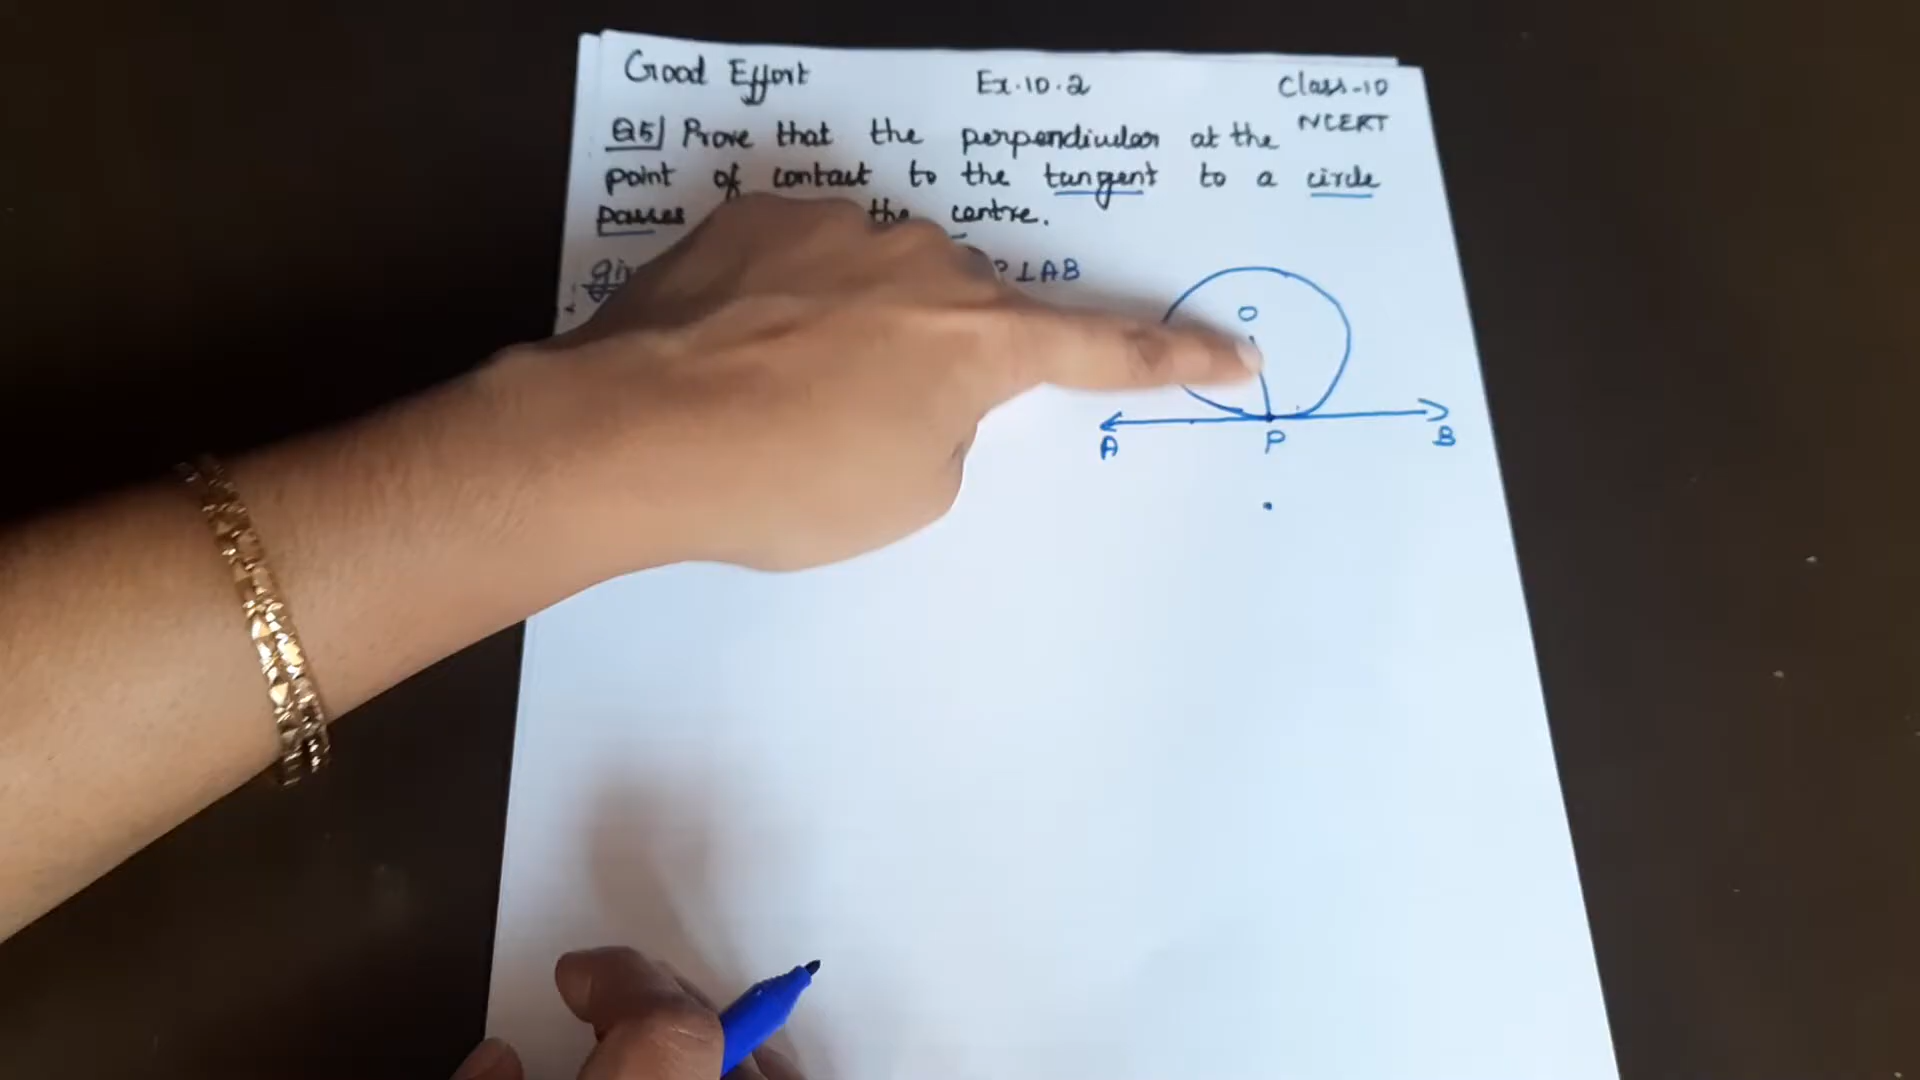 Good Effort Ex.10.2 Class-10
NCERT
Q5) Prove that the perpendicular at the
point of contact to the tangent to a circle
passes the centre.
P⊥AB
O
A P B